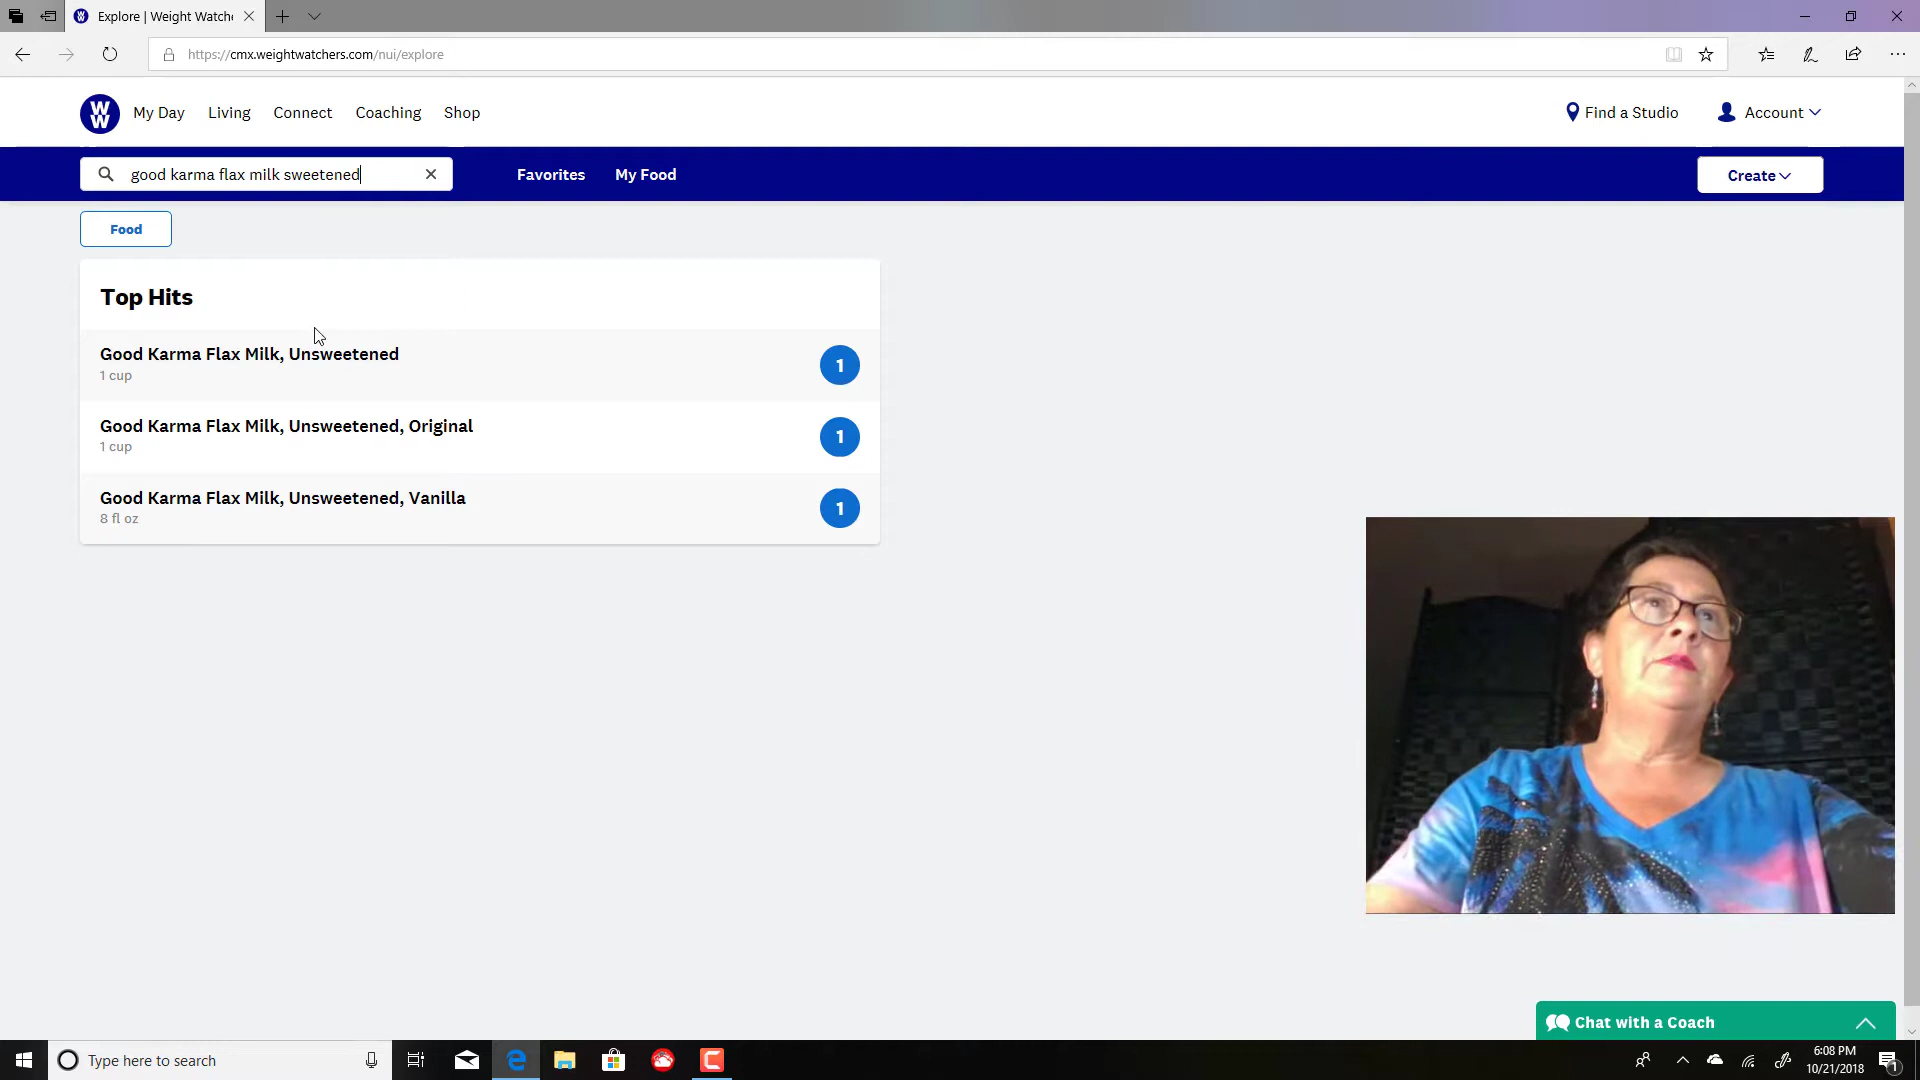 Explore | Weight Watche
https://cmx.weightwatchers.com/nui/explore
W
W
My Day
Living
Connect
Coaching
Shop
Find a Studio
Account
good karma flax milk sweetened
Favorites
My Food
Create
Food
Top Hits
Good Karma Flax Milk, Unsweetened
1 cup
1
Good Karma Flax Milk, Unsweetened, Original
1 cup
1
Good Karma Flax Milk, Unsweetened, Vanilla
8 fl oz
1
Chat with a Coach
Type here to search
6:08 PM
10/21/2018
1